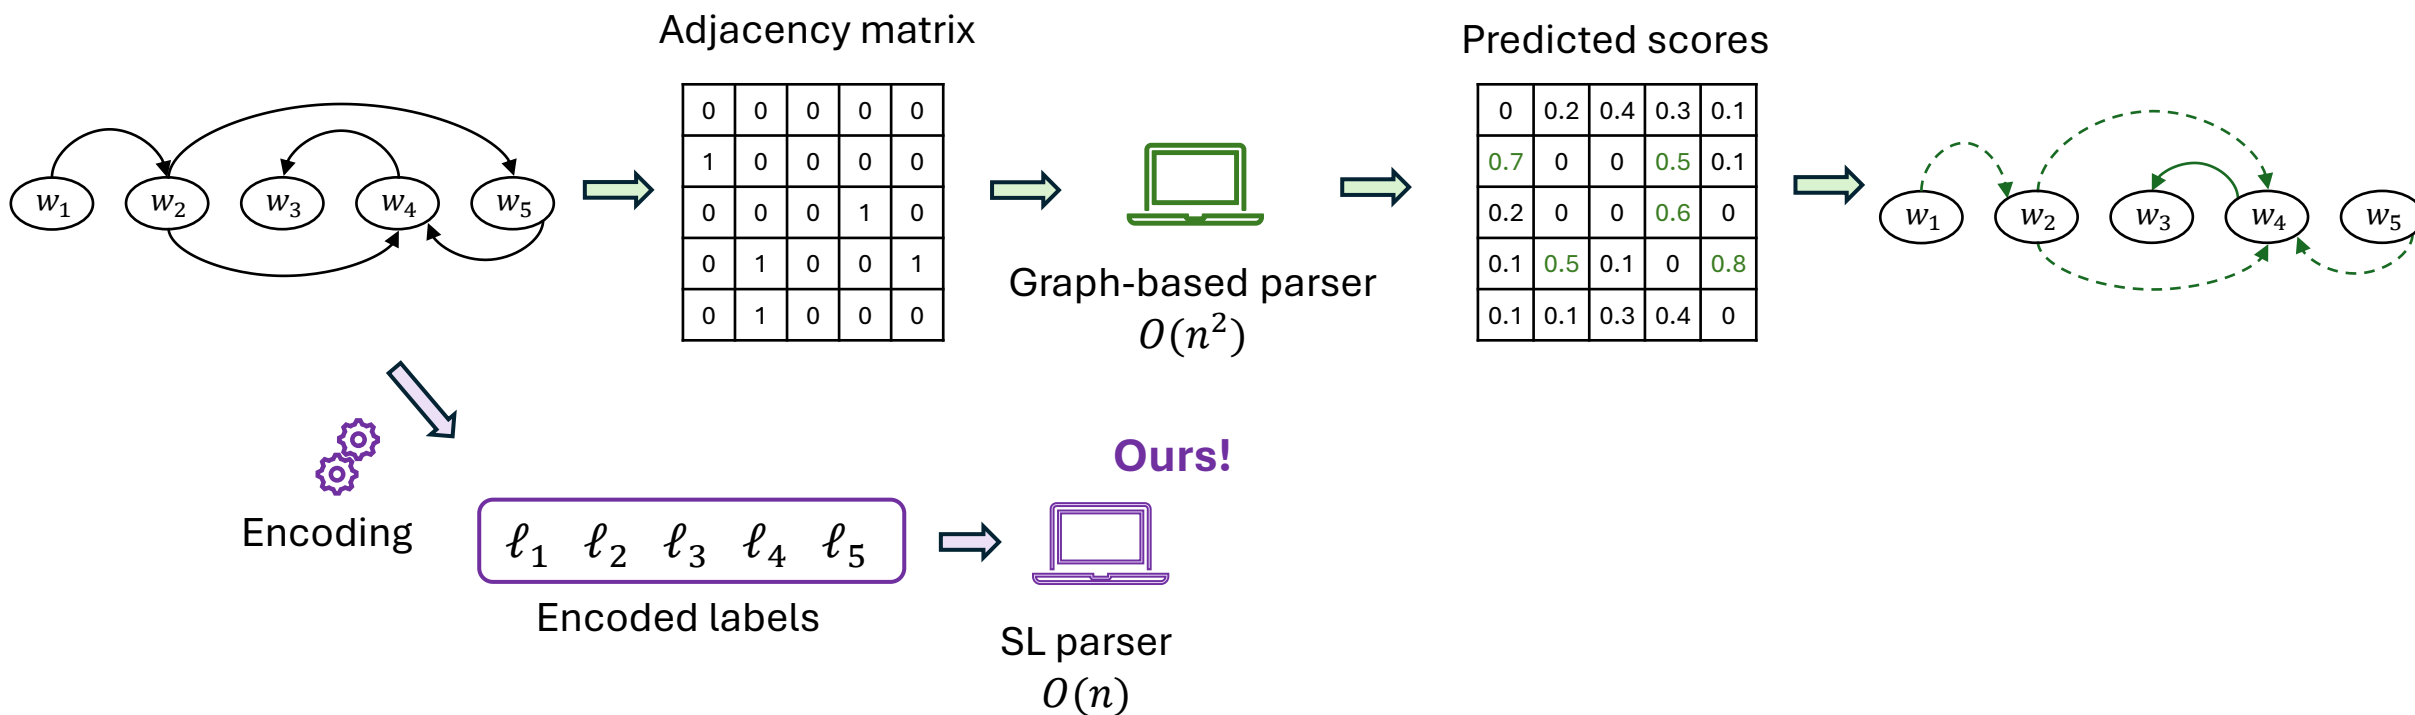 Adjacency matrix
Predicted scores
w₁ w₂ w₃ w₄ w₅
0 0 0 0 0
1 0 0 0 0
0 0 0 1 0
0 1 0 0 1
0 1 0 0 0
Graph-based parser
O(n²)
0 0.2 0.4 0.3 0.1
0.7 0 0 0.5 0.1
0.2 0 0 0.6 0
0.1 0.5 0.1 0 0.8
0.1 0.1 0.3 0.4 0
w₁ w₂ w₃ w₄ w₅
Encoding
ℓ₁ ℓ₂ ℓ₃ ℓ₄ ℓ₅
Encoded labels
Ours!
SL parser
O(n)